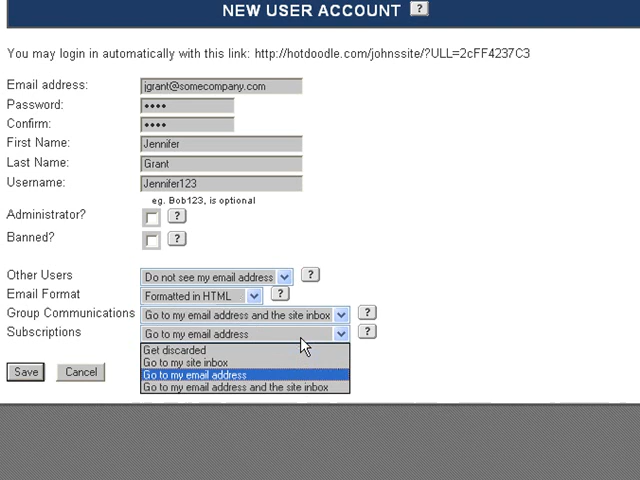 NEW USER ACCOUNT ?
You may login in automatically with this link: http://hotdoodle.com/johnssite/?ULL=2cFF4237C3
Email address: jgrant@somecompany.com
Password: ••••
Confirm: ••••
First Name: Jennifer
Last Name: Grant
Username: Jennifer123
eg. Bob123, is optional
Administrator? ?
Banned? ?
Other Users Do not see my email address ?
Email Format Formatted in HTML ?
Group Communications Go to my email address and the site inbox ?
Subscriptions Go to my email address ?
Get discarded
Go to my site inbox
Go to my email address
Go to my email address and the site inbox
Save Cancel